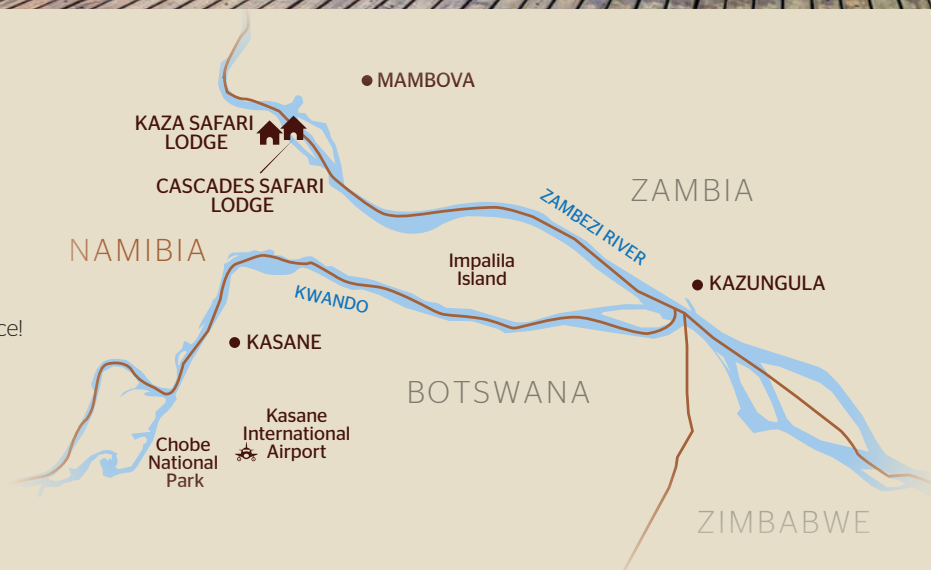 MAMBOVA
KAZA SAFARI
LODGE
CASCADES SAFARI
LODGE
ZAMBIA
ZAMBEZI RIVER
NAMIBIA
Impalila
Island
KAZUNGULA
KWANDO
ce!
KASANE
BOTSWANA
Kasane
International
Airport
Chobe
National
Park
ZIMBABWE